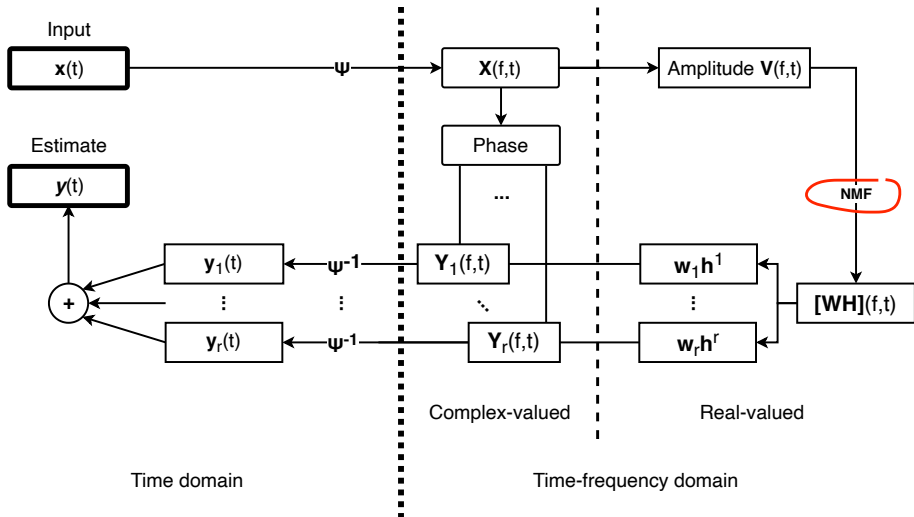 Input
x(t)
Ψ
X(f,t)
Amplitude V(f,t)
Phase
Estimate
y(t)
...
NMF
y₁(t)
Ψ⁻¹
Y₁(f,t)
w₁h¹
+
⋮
⋮
⋱
⋮
[WH](f,t)
yᵣ(t)
Ψ⁻¹
Yᵣ(f,t)
wᵣhʳ
Complex-valued
Real-valued
Time domain
Time-frequency domain